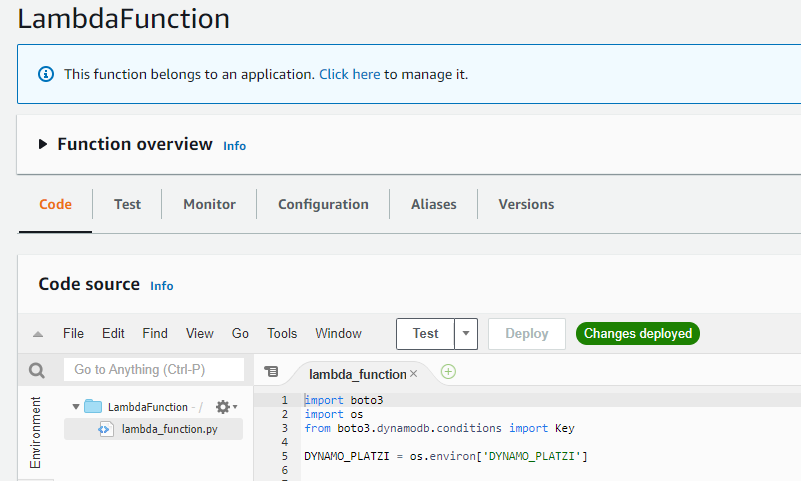 LambdaFunction
This function belongs to an application. Click here to manage it.
Function overview Info
Code Test Monitor Configuration Aliases Versions
Code source Info
File Edit Find View Go Tools Window Test Deploy Changes deployed
Go to Anything (Ctrl-P) lambda_function ×
Environment
LambdaFunction - /
lambda_function.py
1 import boto3
2 import os
3 from boto3.dynamodb.conditions import Key
4
5 DYNAMO_PLATZI = os.environ['DYNAMO_PLATZI']
6